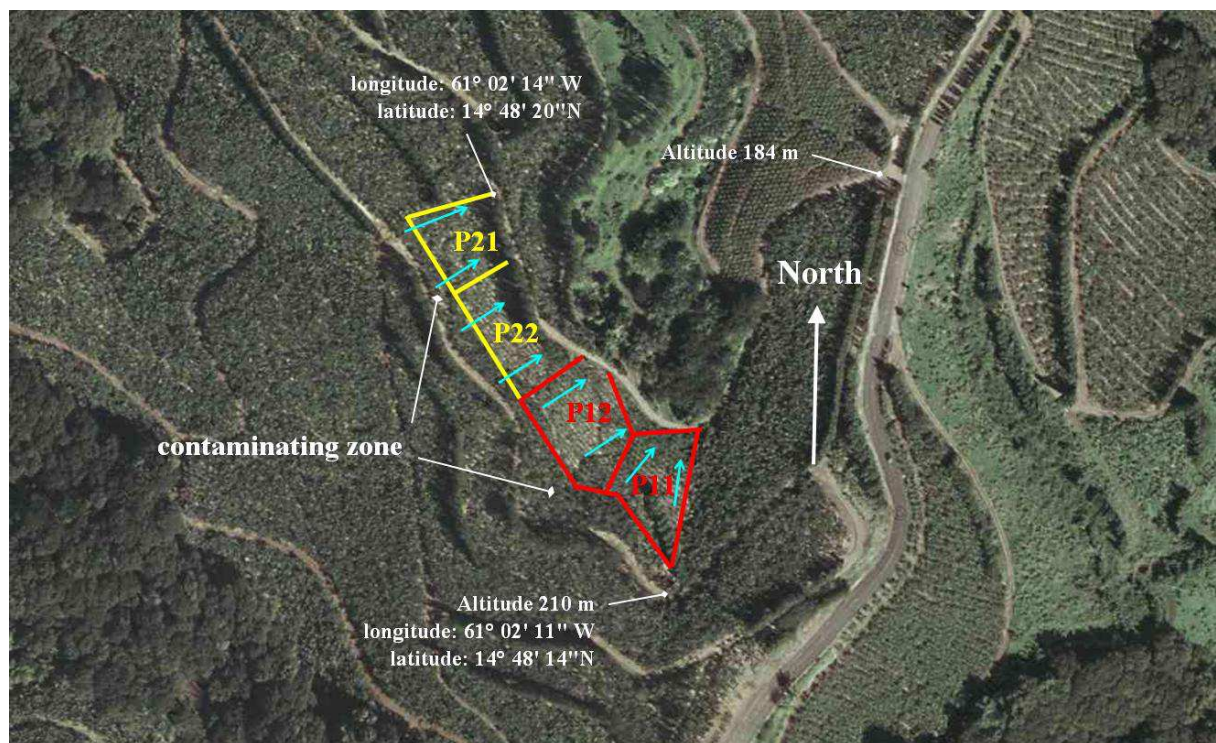 longitude: 61° 02' 14" W
latitude: 14° 48' 20"N
Altitude 184 m
P21
North
P22
P12
contaminating zone
P11
Altitude 210 m
longitude: 61° 02' 11" W
latitude: 14° 48' 14"N